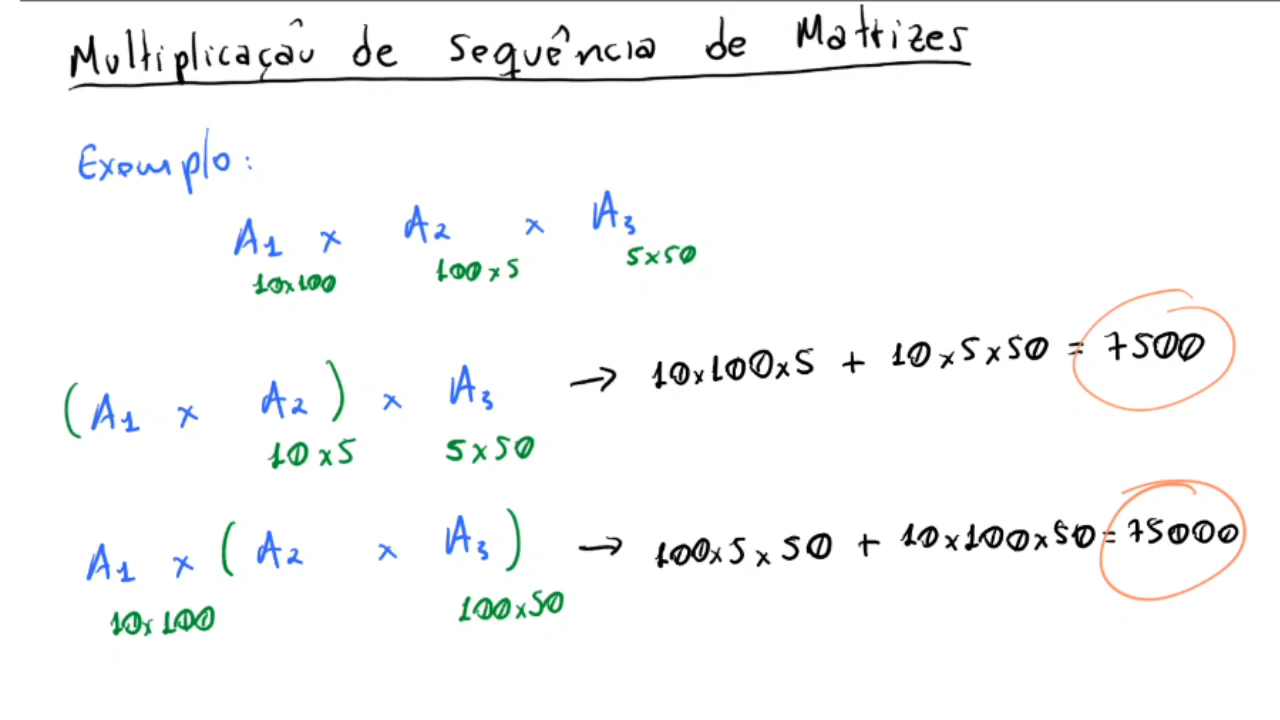 Multiplicação de Sequência de Matrizes
Exemplo:
A1 x A2 x A3
10x100 100x5 5x50
(A1 x A2) x A3 → 10x100x5 + 10x5x50 = 7500
10x5 5x50
A1 x (A2 x A3) → 100x5x50 + 10x100x50 = 75000
10x100 100x50